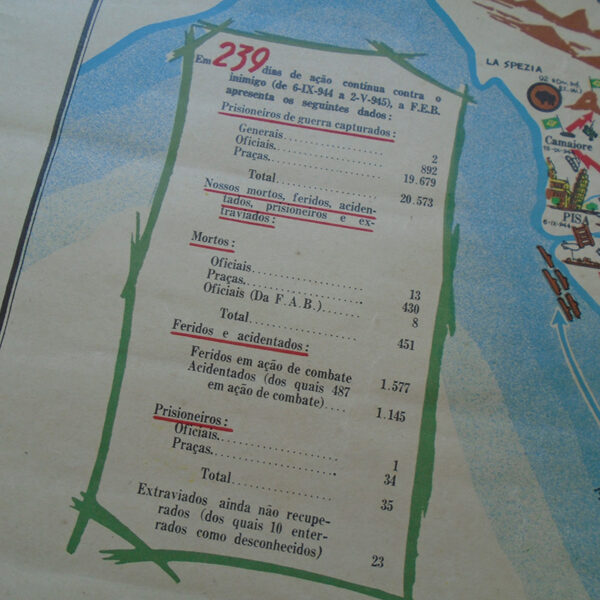 Em 239 dias de ação contínua contra o
inimigo (de 6-IX-944 a 2-V-945), a F.E.B.
apresenta os seguintes dados:
Prisioneiros de guerra capturados:
Generais.................... 2
Oficiais...................... 892
Praças........................ 19.679
Total.................... 20.573
Nossos mortos, feridos, aciden-
tados, prisioneiros e ex-
traviados:
Mortos:
Oficiais...................... 13
Praças........................ 430
Oficiais (Da F.A.B.)...... 8
Total.................... 451
Feridos e acidentados:
Feridos em ação de combate 1.577
Acidentados (dos quais 487
em ação de combate).... 1.145
Prisioneiros:
Oficiais...................... 1
Praças........................ 34
Total.................... 35
Extraviados ainda não recupe-
rados (dos quais 10 enter-
rados como desconhecidos) 23
LA SPEZIA
Camaiore
PISA